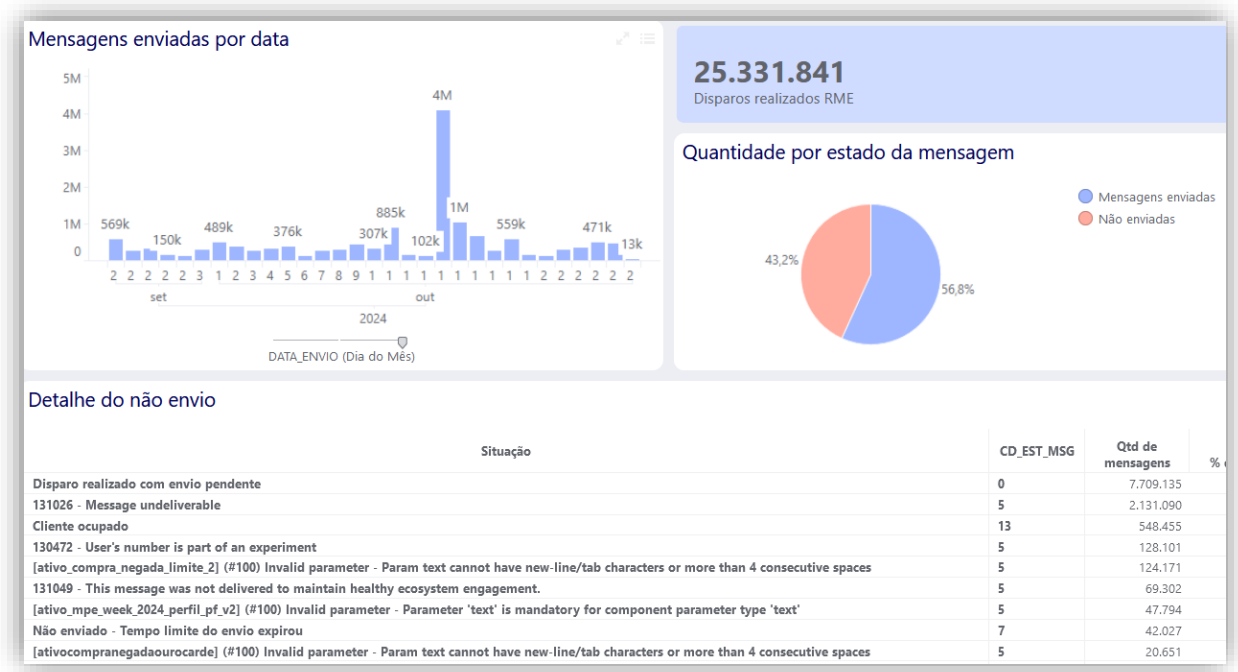 Mensagens enviadas por data
5M
4M
3M
2M
1M
0
569k
150k
489k
376k
307k
885k
102k
4M
1M
559k
471k
13k
2 2 2 2 2 3 1 2 3 4 5 6 7 8 9 1 1 1 1 1 1 1 1 1 1 2 2 2 2 2 2
set
out
2024
DATA_ENVIO (Dia do Mês)
25.331.841
Disparos realizados RME
Quantidade por estado da mensagem
Mensagens enviadas
Não enviadas
43,2%
56,8%
Detalhe do não envio
Situação CD_EST_MSG Qtd de
mensagens %
Disparo realizado com envio pendente 0 7.709.135
131026 - Message undeliverable 5 2.131.090
Cliente ocupado 13 548.455
130472 - User's number is part of an experiment 5 128.101
[ativo_compra_negada_limite_2] (#100) Invalid parameter - Param text cannot have new-line/tab characters or more than 4 consecutive spaces 5 124.171
131049 - This message was not delivered to maintain healthy ecosystem engagement. 5 69.302
[ativo_mpe_week_2024_perfil_pf_v2] (#100) Invalid parameter - Parameter 'text' is mandatory for component parameter type 'text' 5 47.794
Não enviado - Tempo limite do envio expirou 7 42.027
[ativocompranegadaourocarde] (#100) Invalid parameter - Param text cannot have new-line/tab characters or more than 4 consecutive spaces 5 20.651